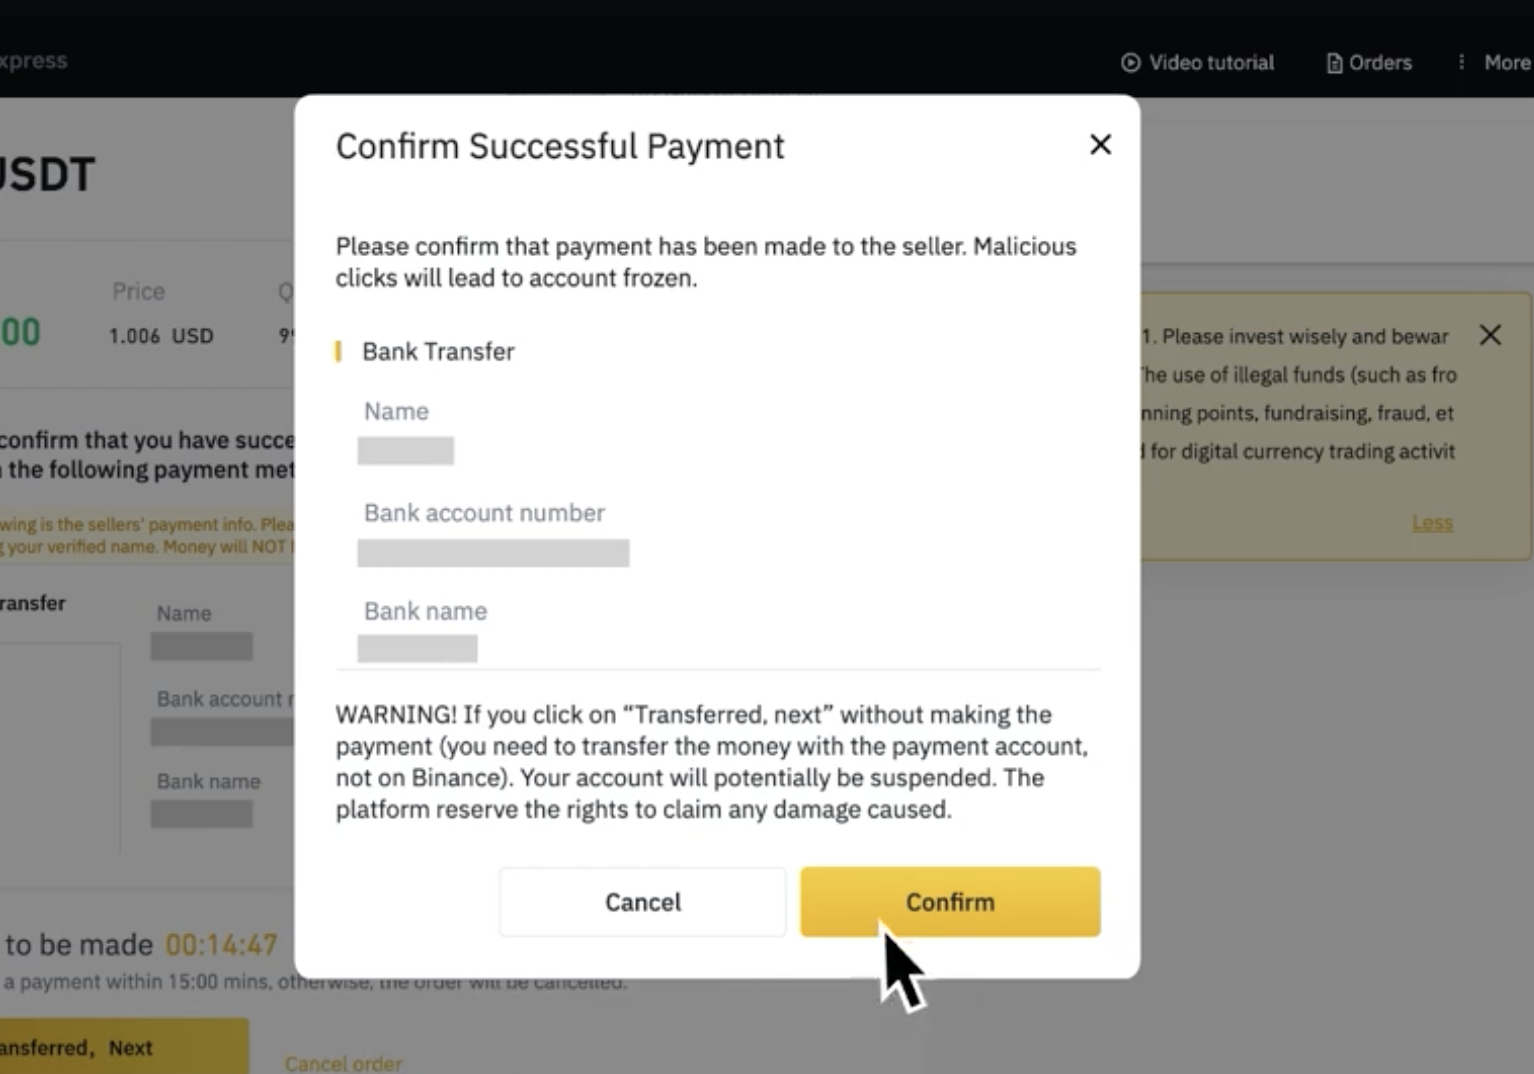 xpress
Video tutorial
Orders
More
USDT
Confirm Successful Payment
Please confirm that payment has been made to the seller. Malicious
clicks will lead to account frozen.
Price
Q
00
1.006 USD
Bank Transfer
Name
Bank account number
Bank name
1. Please invest wisely and bewar
The use of illegal funds (such as fro
nning points, fundraising, fraud, et
for digital currency trading activit
Less
confirm that you have succe
the following payment met
wing is the sellers' payment info. Plea
your verified name. Money will NOT
ransfer
Name
Bank account
Bank name
WARNING! If you click on “Transferred, next” without making the
payment (you need to transfer the money with the payment account,
not on Binance). Your account will potentially be suspended. The
platform reserve the rights to claim any damage caused.
Cancel
Confirm
to be made 00:14:47
a payment within 15:00 mins, otherwise, the order will be cancelled.
ansferred, Next
Cancel order